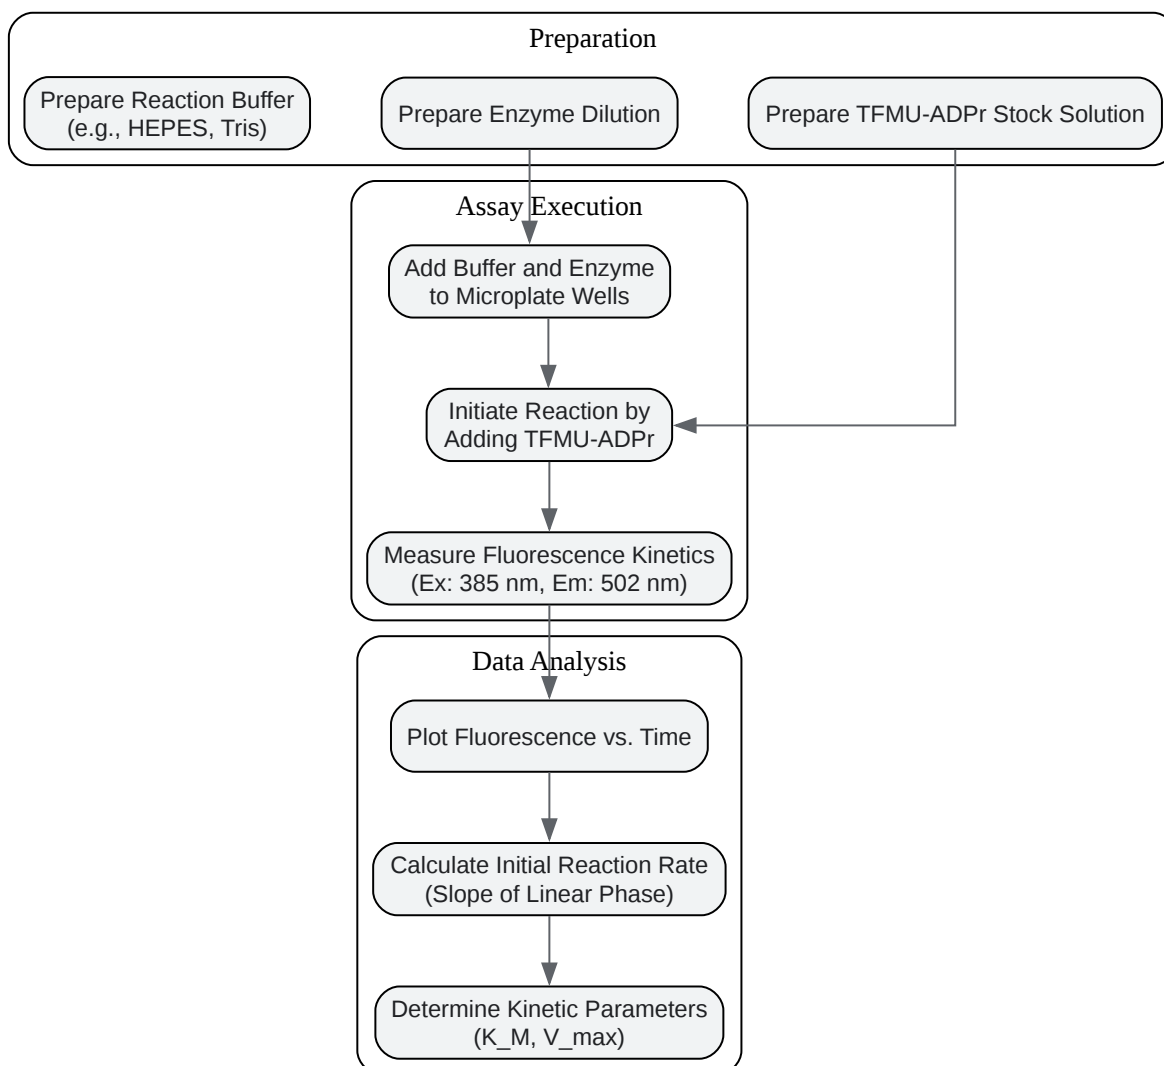 Preparation
Prepare Reaction Buffer
(e.g., HEPES, Tris)
Prepare Enzyme Dilution
Prepare TFMU-ADPr Stock Solution
Assay Execution
Add Buffer and Enzyme
to Microplate Wells
Initiate Reaction by
Adding TFMU-ADPr
Measure Fluorescence Kinetics
(Ex: 385 nm, Em: 502 nm)
Data Analysis
Plot Fluorescence vs. Time
Calculate Initial Reaction Rate
(Slope of Linear Phase)
Determine Kinetic Parameters
(K_M, V_max)